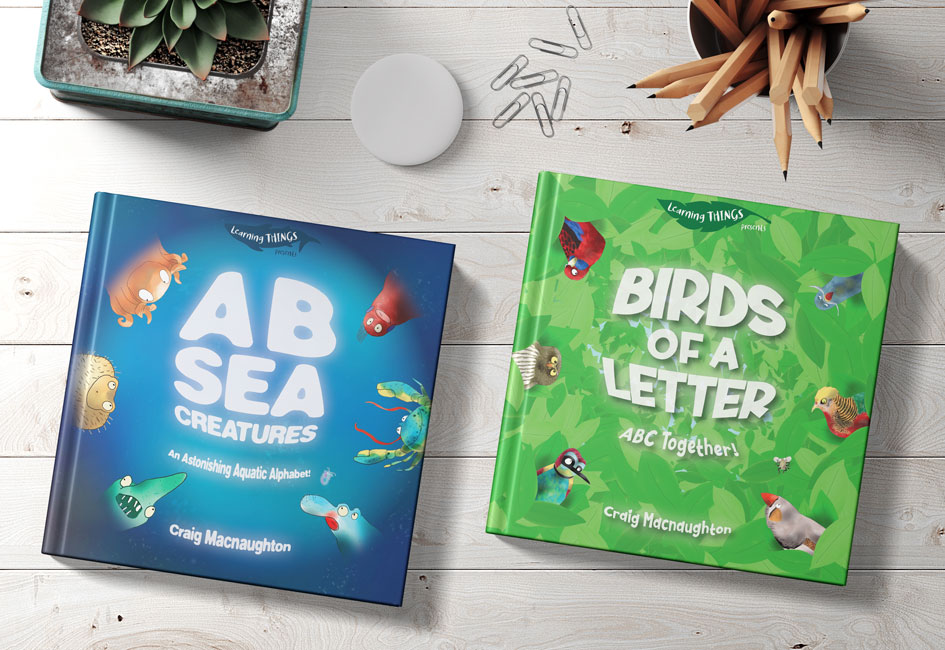 Learning THINGS
presents
A B
SEA
CREATURES
An Astonishing Aquatic Alphabet!
Craig Macnaughton
Learning THINGS
presents
BIRDS
OF A
LETTER
ABC Together!
Craig Macnaughton